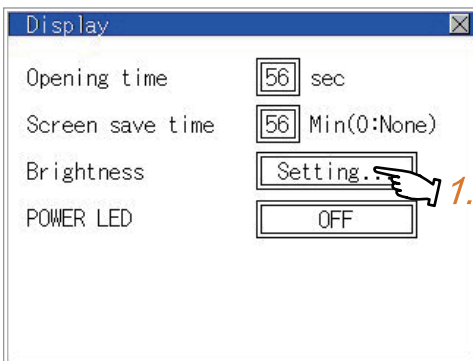 Display
Opening time 56 sec
Screen save time 56 Min(0:None)
Brightness Setting..
1.
POWER LED OFF